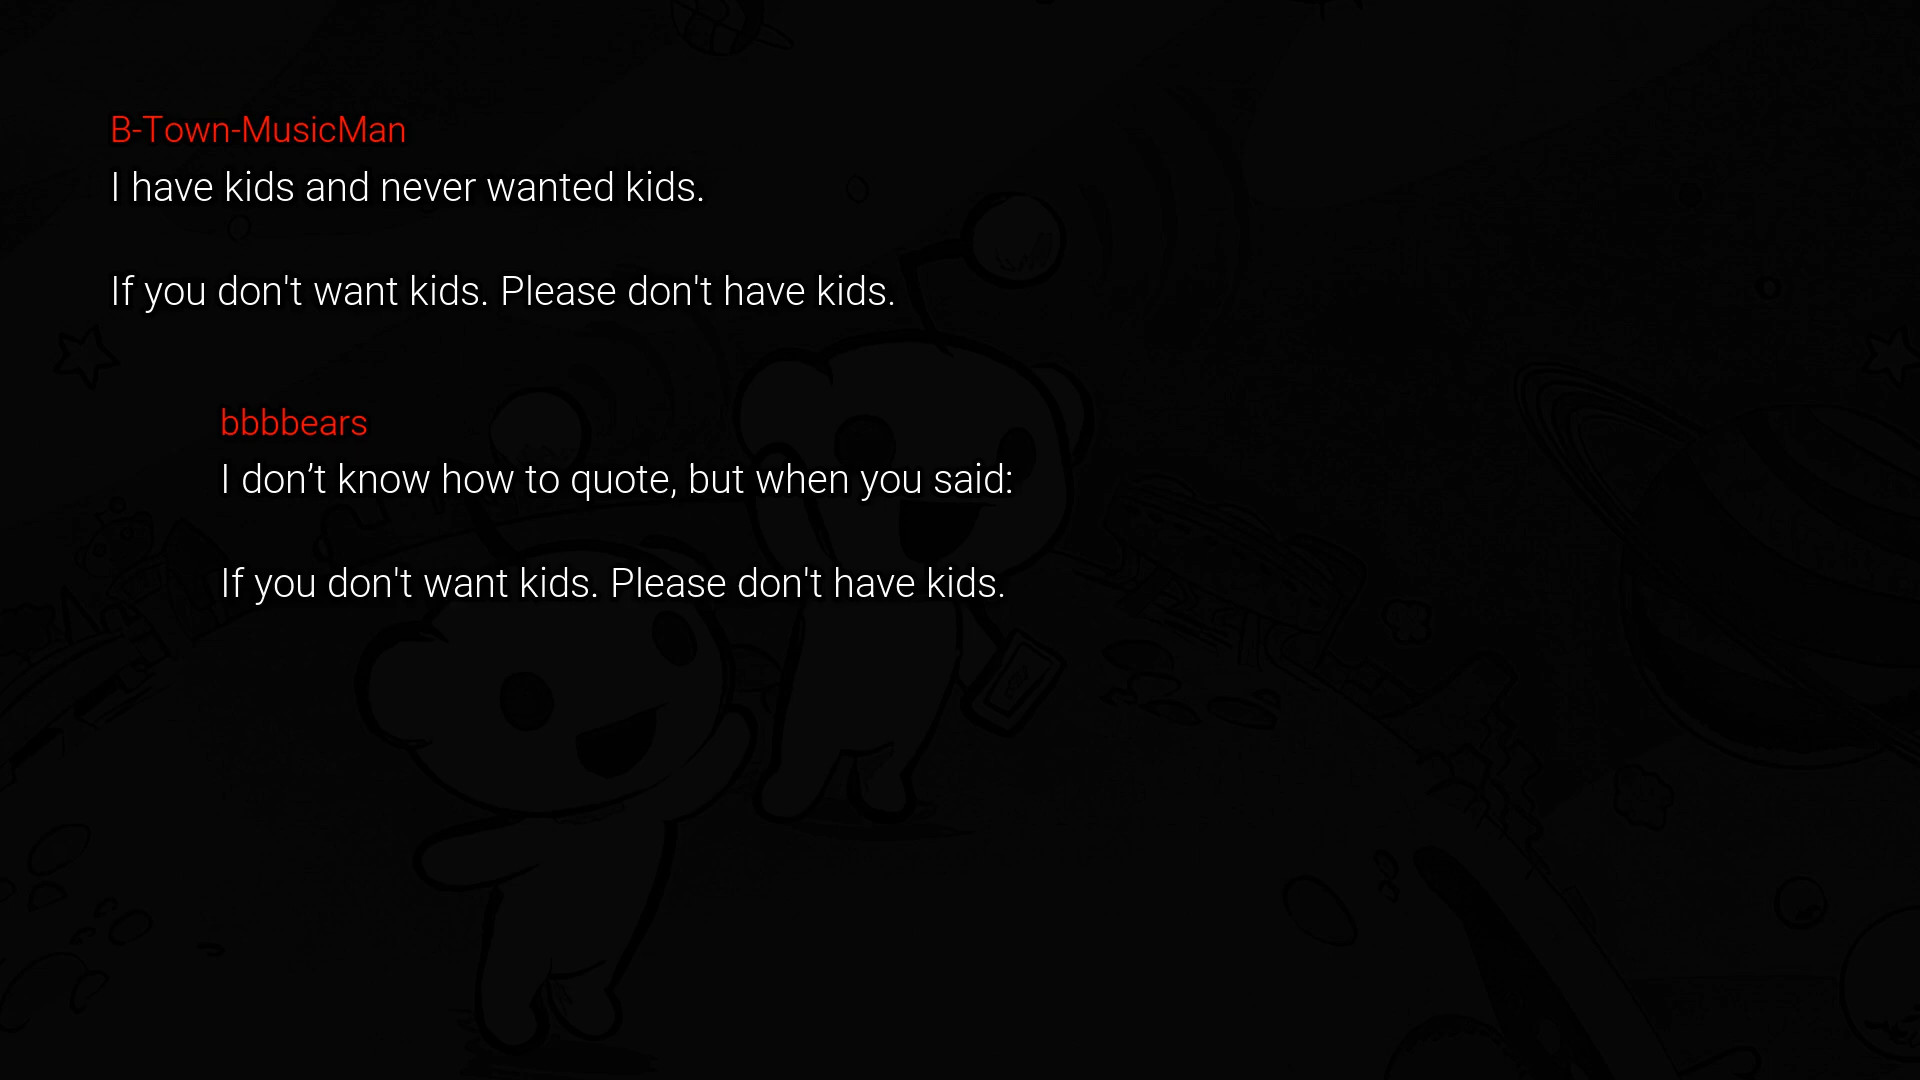 B-Town-MusicMan
I have kids and never wanted kids.
If you don't want kids. Please don't have kids.
bbbbears
I don’t know how to quote, but when you said:
If you don't want kids. Please don't have kids.